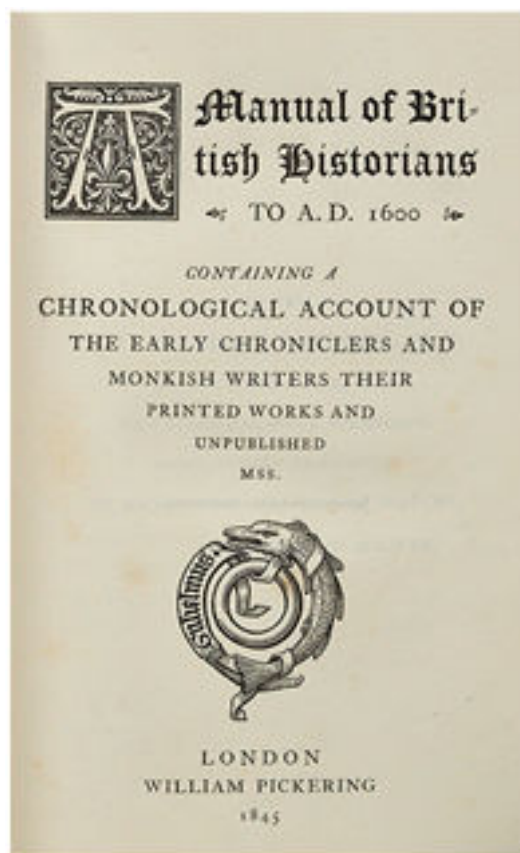 A Manual of Bri-
tish Historians
TO A. D. 1600
CONTAINING A
CHRONOLOGICAL ACCOUNT OF
THE EARLY CHRONICLERS AND
MONKISH WRITERS THEIR
PRINTED WORKS AND
UNPUBLISHED
MSS.
Gulielmus
LONDON
WILLIAM PICKERING
1845